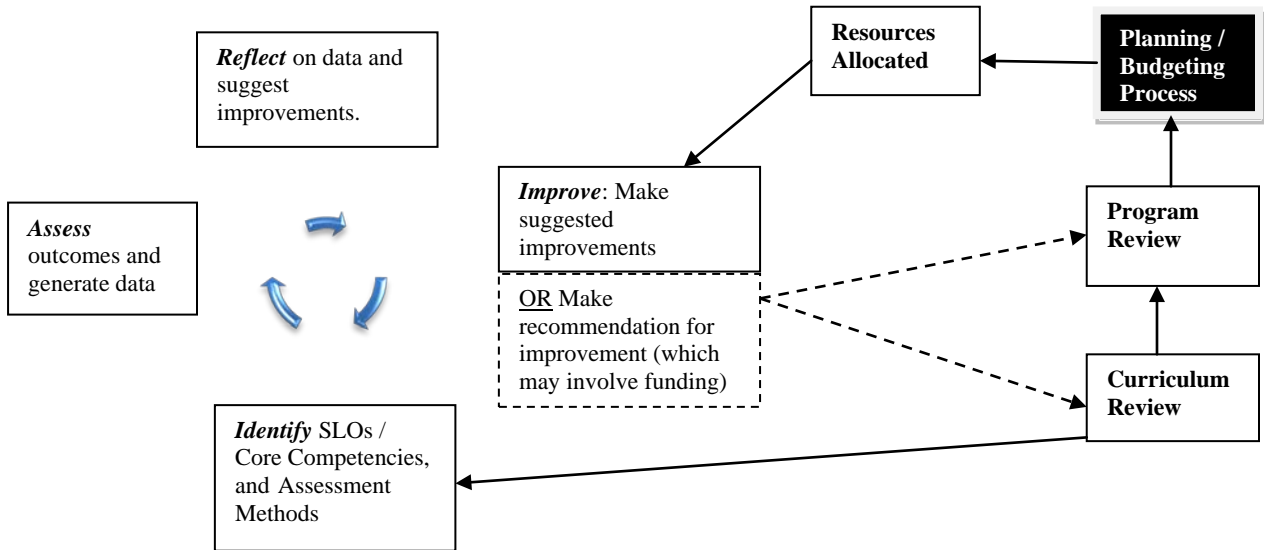 Reflect on data and
suggest
improvements.
Resources
Allocated
Planning /
Budgeting
Process
Assess
outcomes and
generate data
Improve: Make
suggested
improvements
OR Make
recommendation for
improvement (which
may involve funding)
Program
Review
Curriculum
Review
Identify SLOs /
Core Competencies,
and Assessment
Methods